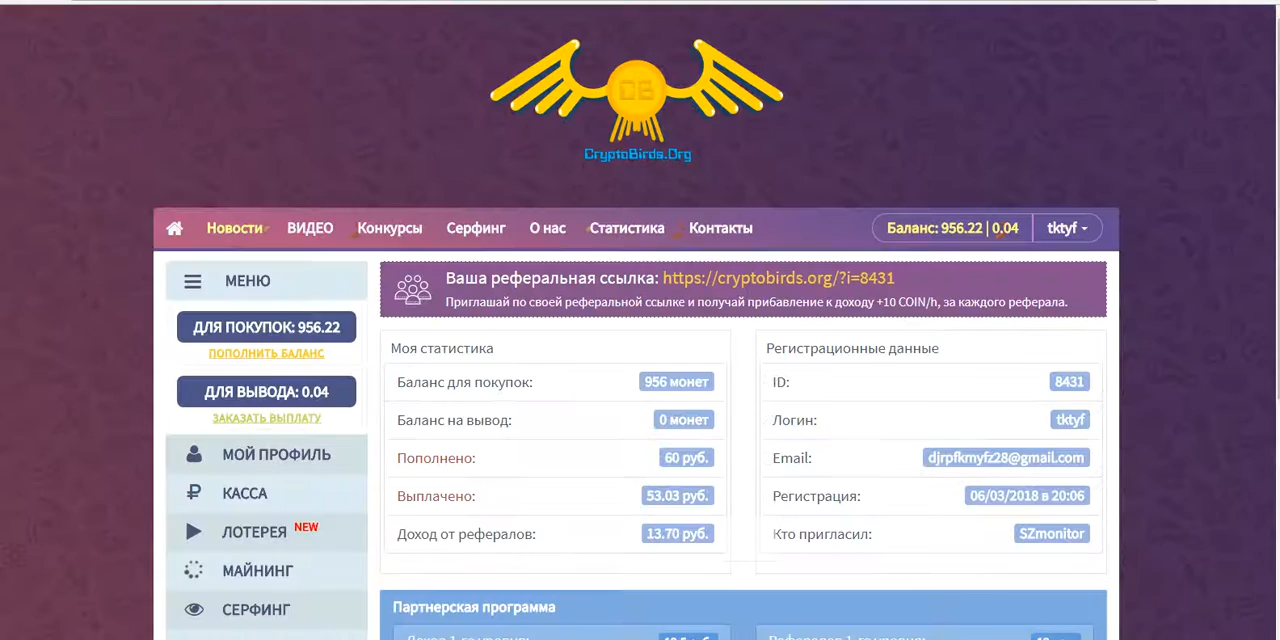 DB
CryptoBirds.Org
Новости ВИДЕО Конкурсы Серфинг О нас Статистика Контакты Баланс: 956.22 | 0.04 tktyf
МЕНЮ
ДЛЯ ПОКУПОК: 956.22
ПОПОЛНИТЬ БАЛАНС
ДЛЯ ВЫВОДА: 0.04
ЗАКАЗАТЬ ВЫПЛАТУ
МОЙ ПРОФИЛЬ
КАССА
ЛОТЕРЕЯ NEW
МАЙНИНГ
СЕРФИНГ
Ваша реферальная ссылка: https://cryptobirds.org/?i=8431
Приглашай по своей реферальной ссылке и получай прибавление к доходу +10 COIN/h, за каждого реферала.
Моя статистика
Баланс для покупок: 956 монет
Баланс на вывод: 0 монет
Пополнено: 60 руб.
Выплачено: 53.03 руб.
Доход от рефералов: 13.70 руб.
Регистрационные данные
ID: 8431
Логин: tktyf
Email: djrpfkmyfz28@gmail.com
Регистрация: 06/03/2018 в 20:06
Кто пригласил: SZmonitor
Партнерская программа